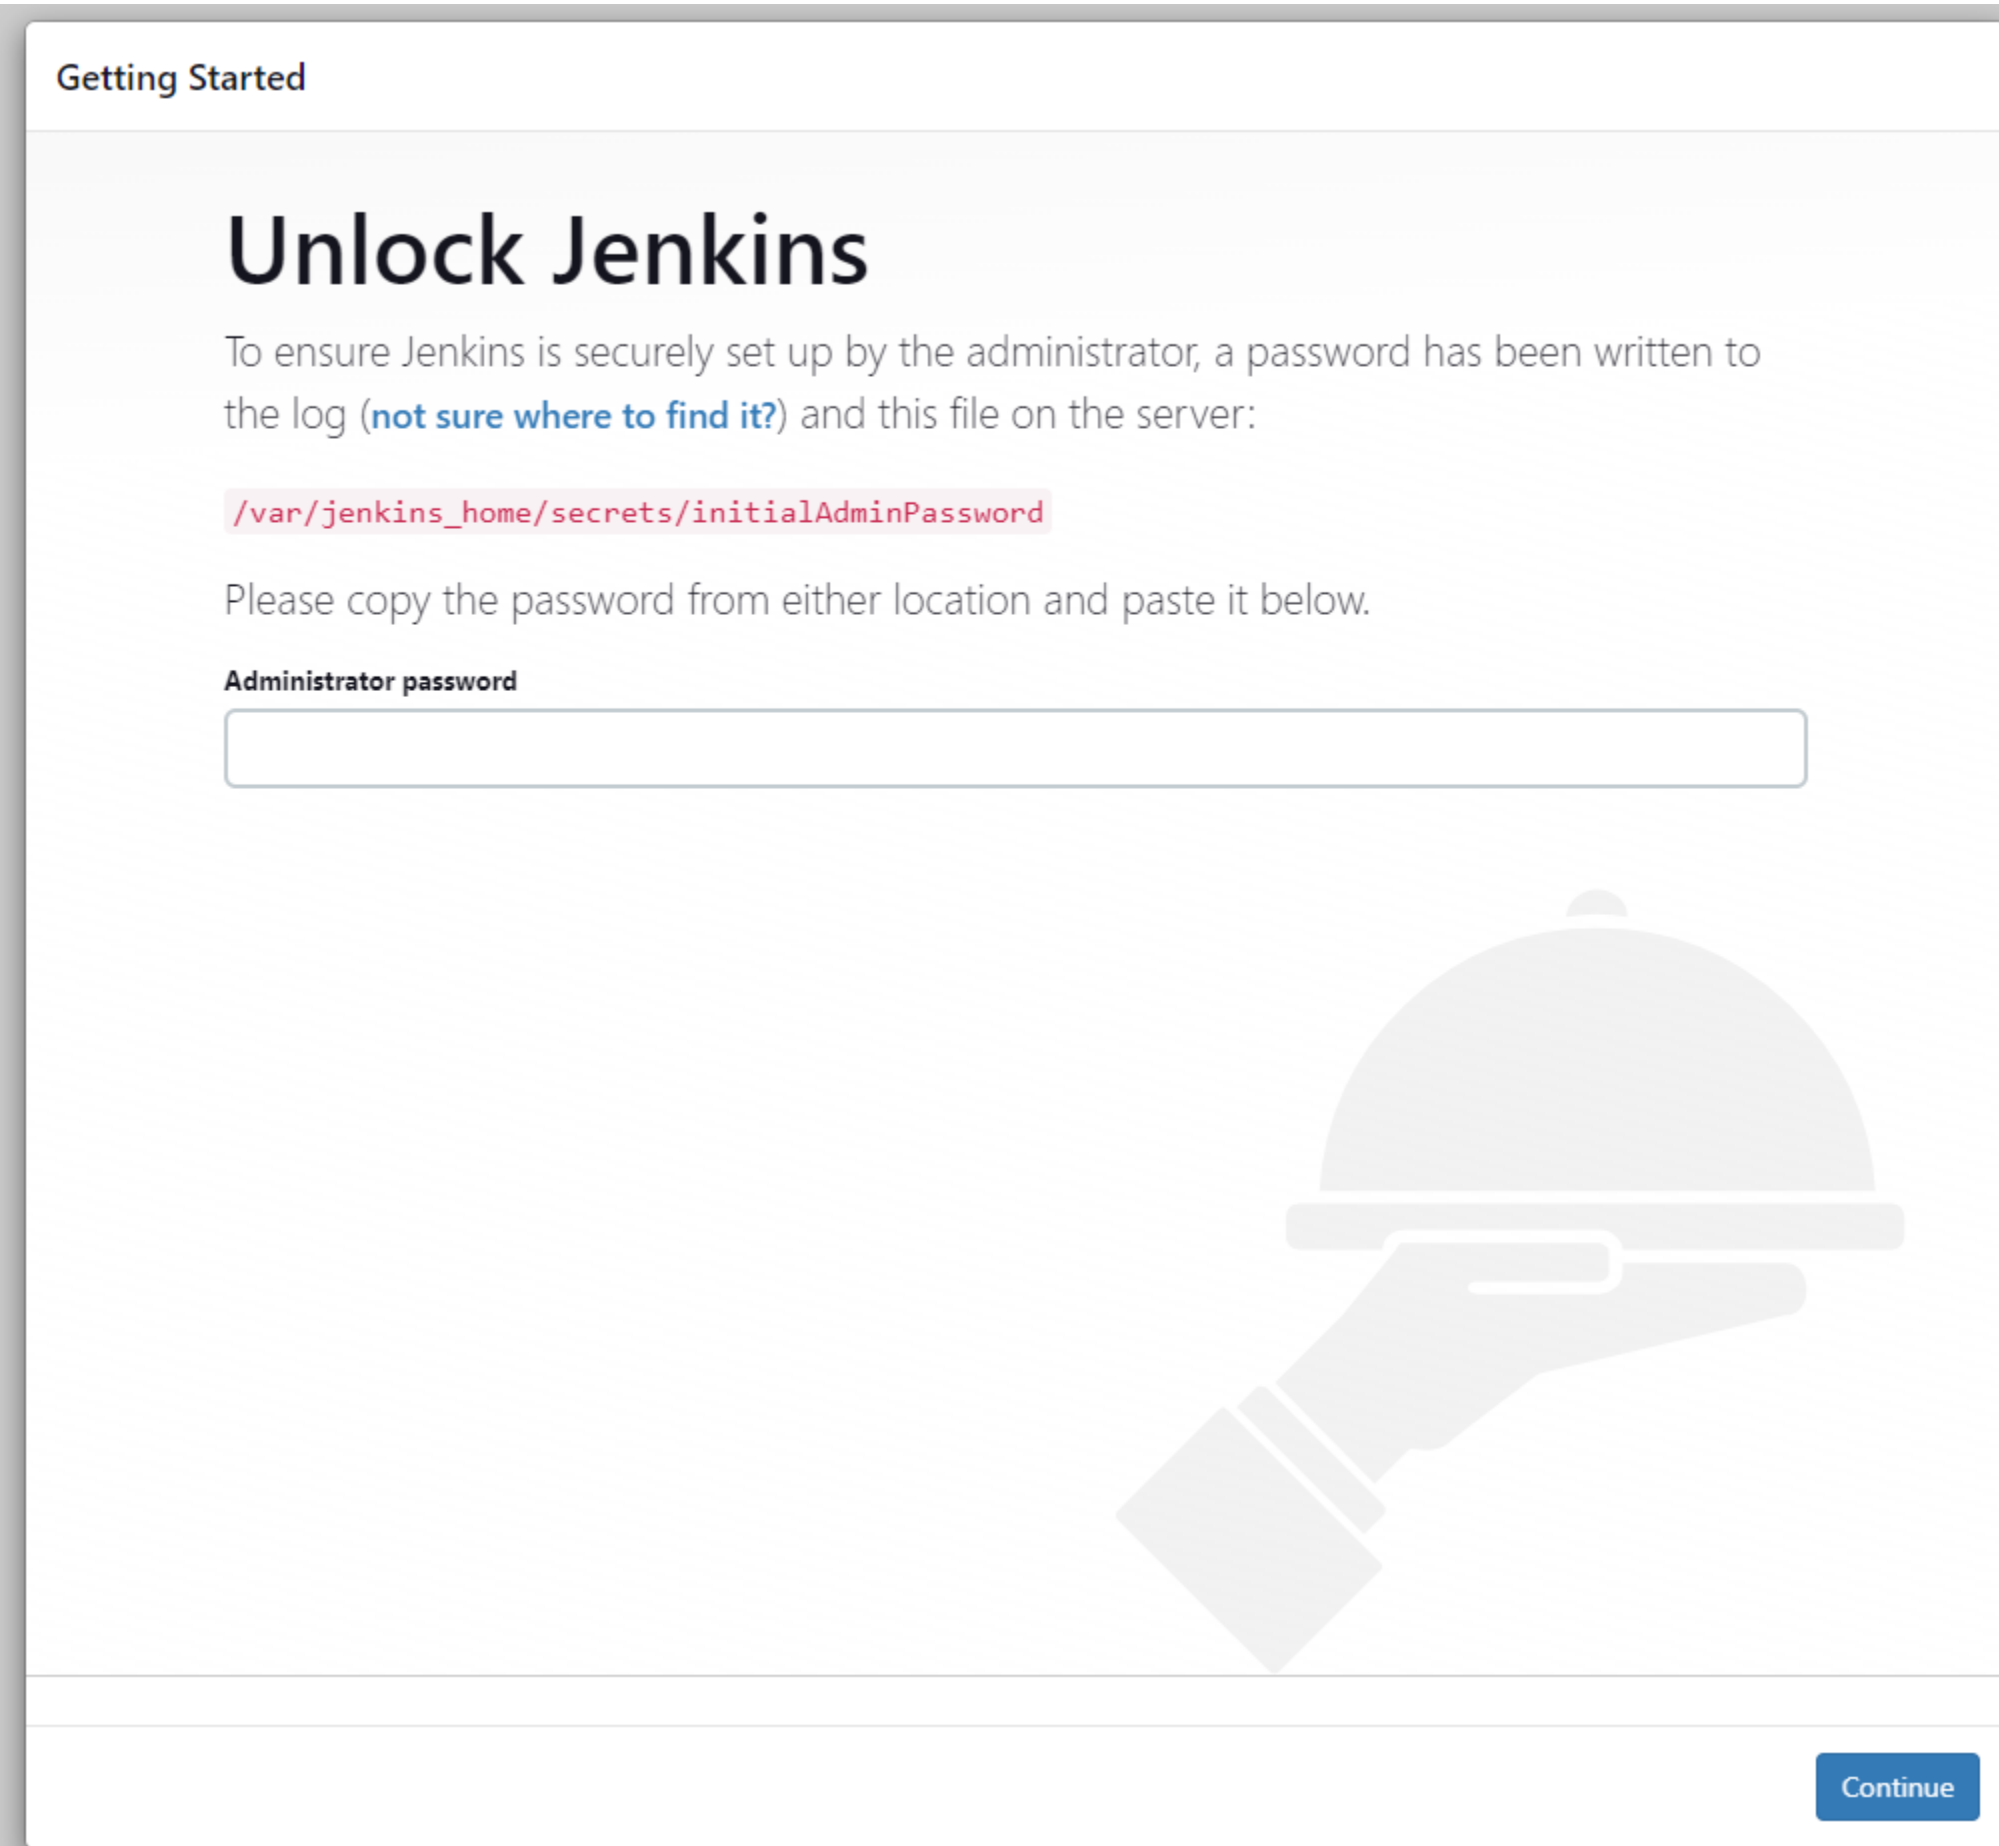 Getting Started
Unlock Jenkins
To ensure Jenkins is securely set up by the administrator, a password has been written to
the log (not sure where to find it?) and this file on the server:
/var/jenkins_home/secrets/initialAdminPassword
Please copy the password from either location and paste it below.
Administrator password
Continue